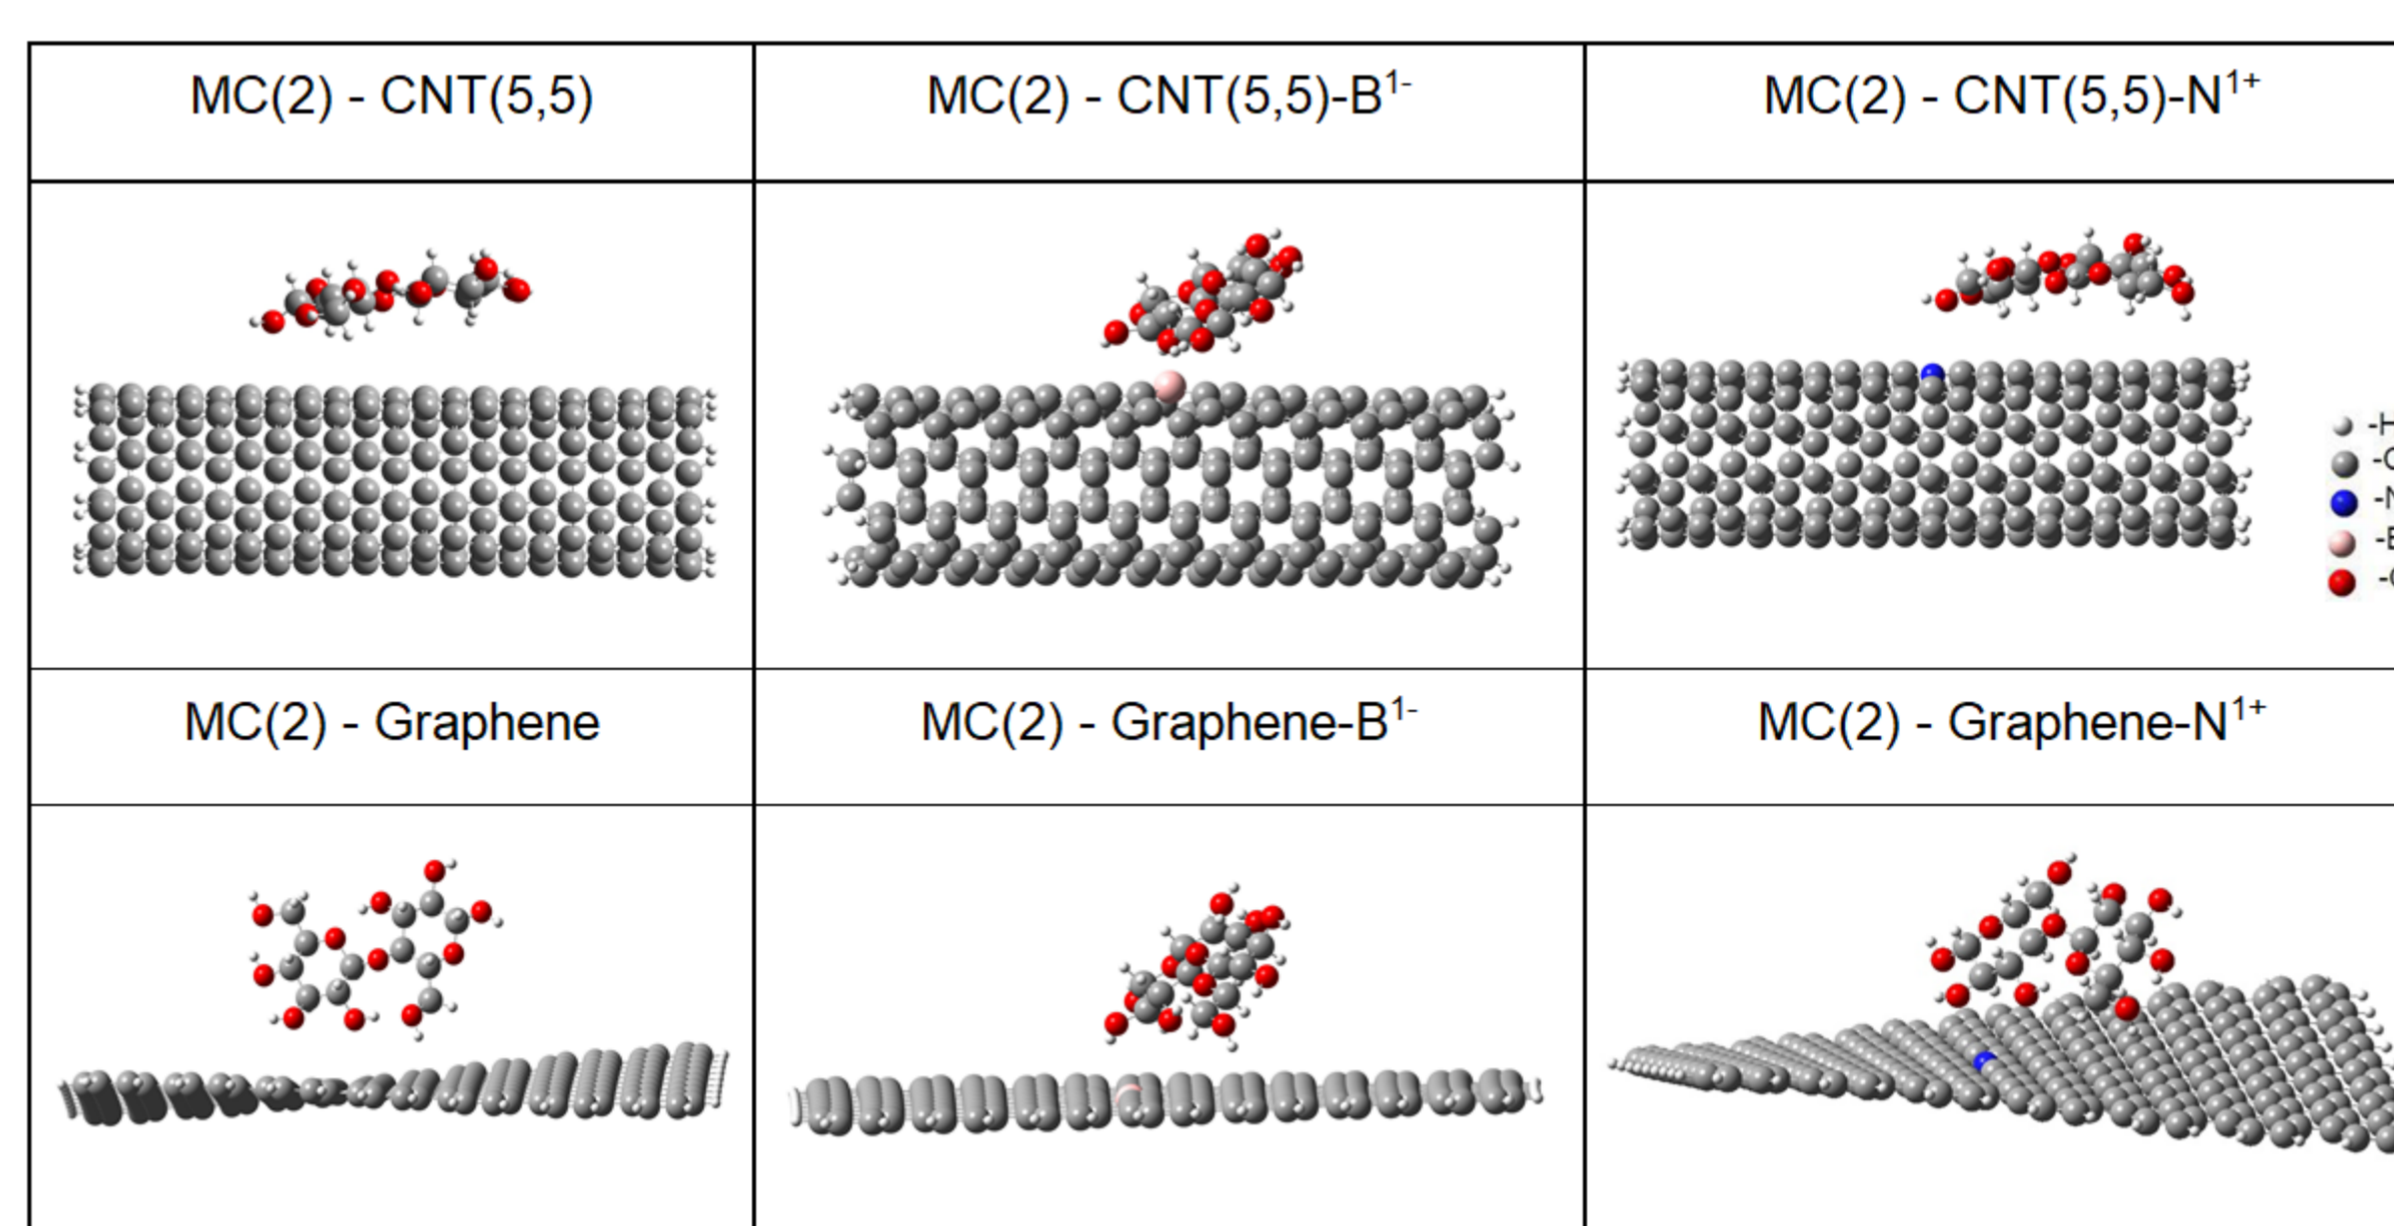 MC(2) - CNT(5,5)
MC(2) - CNT(5,5)-B¹⁻
MC(2) - CNT(5,5)-N¹⁺
-H
MC(2) - Graphene
MC(2) - Graphene-B¹⁻
MC(2) - Graphene-N¹⁺